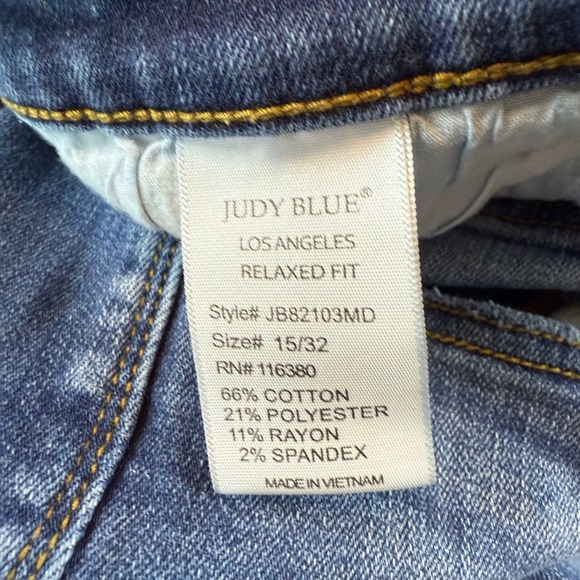 JUDY BLUE®
LOS ANGELES
RELAXED FIT
Style# JB82103MD
Size# 15/32
RN# 116380
66% COTTON
21% POLYESTER
11% RAYON
2% SPANDEX
MADE IN VIETNAM